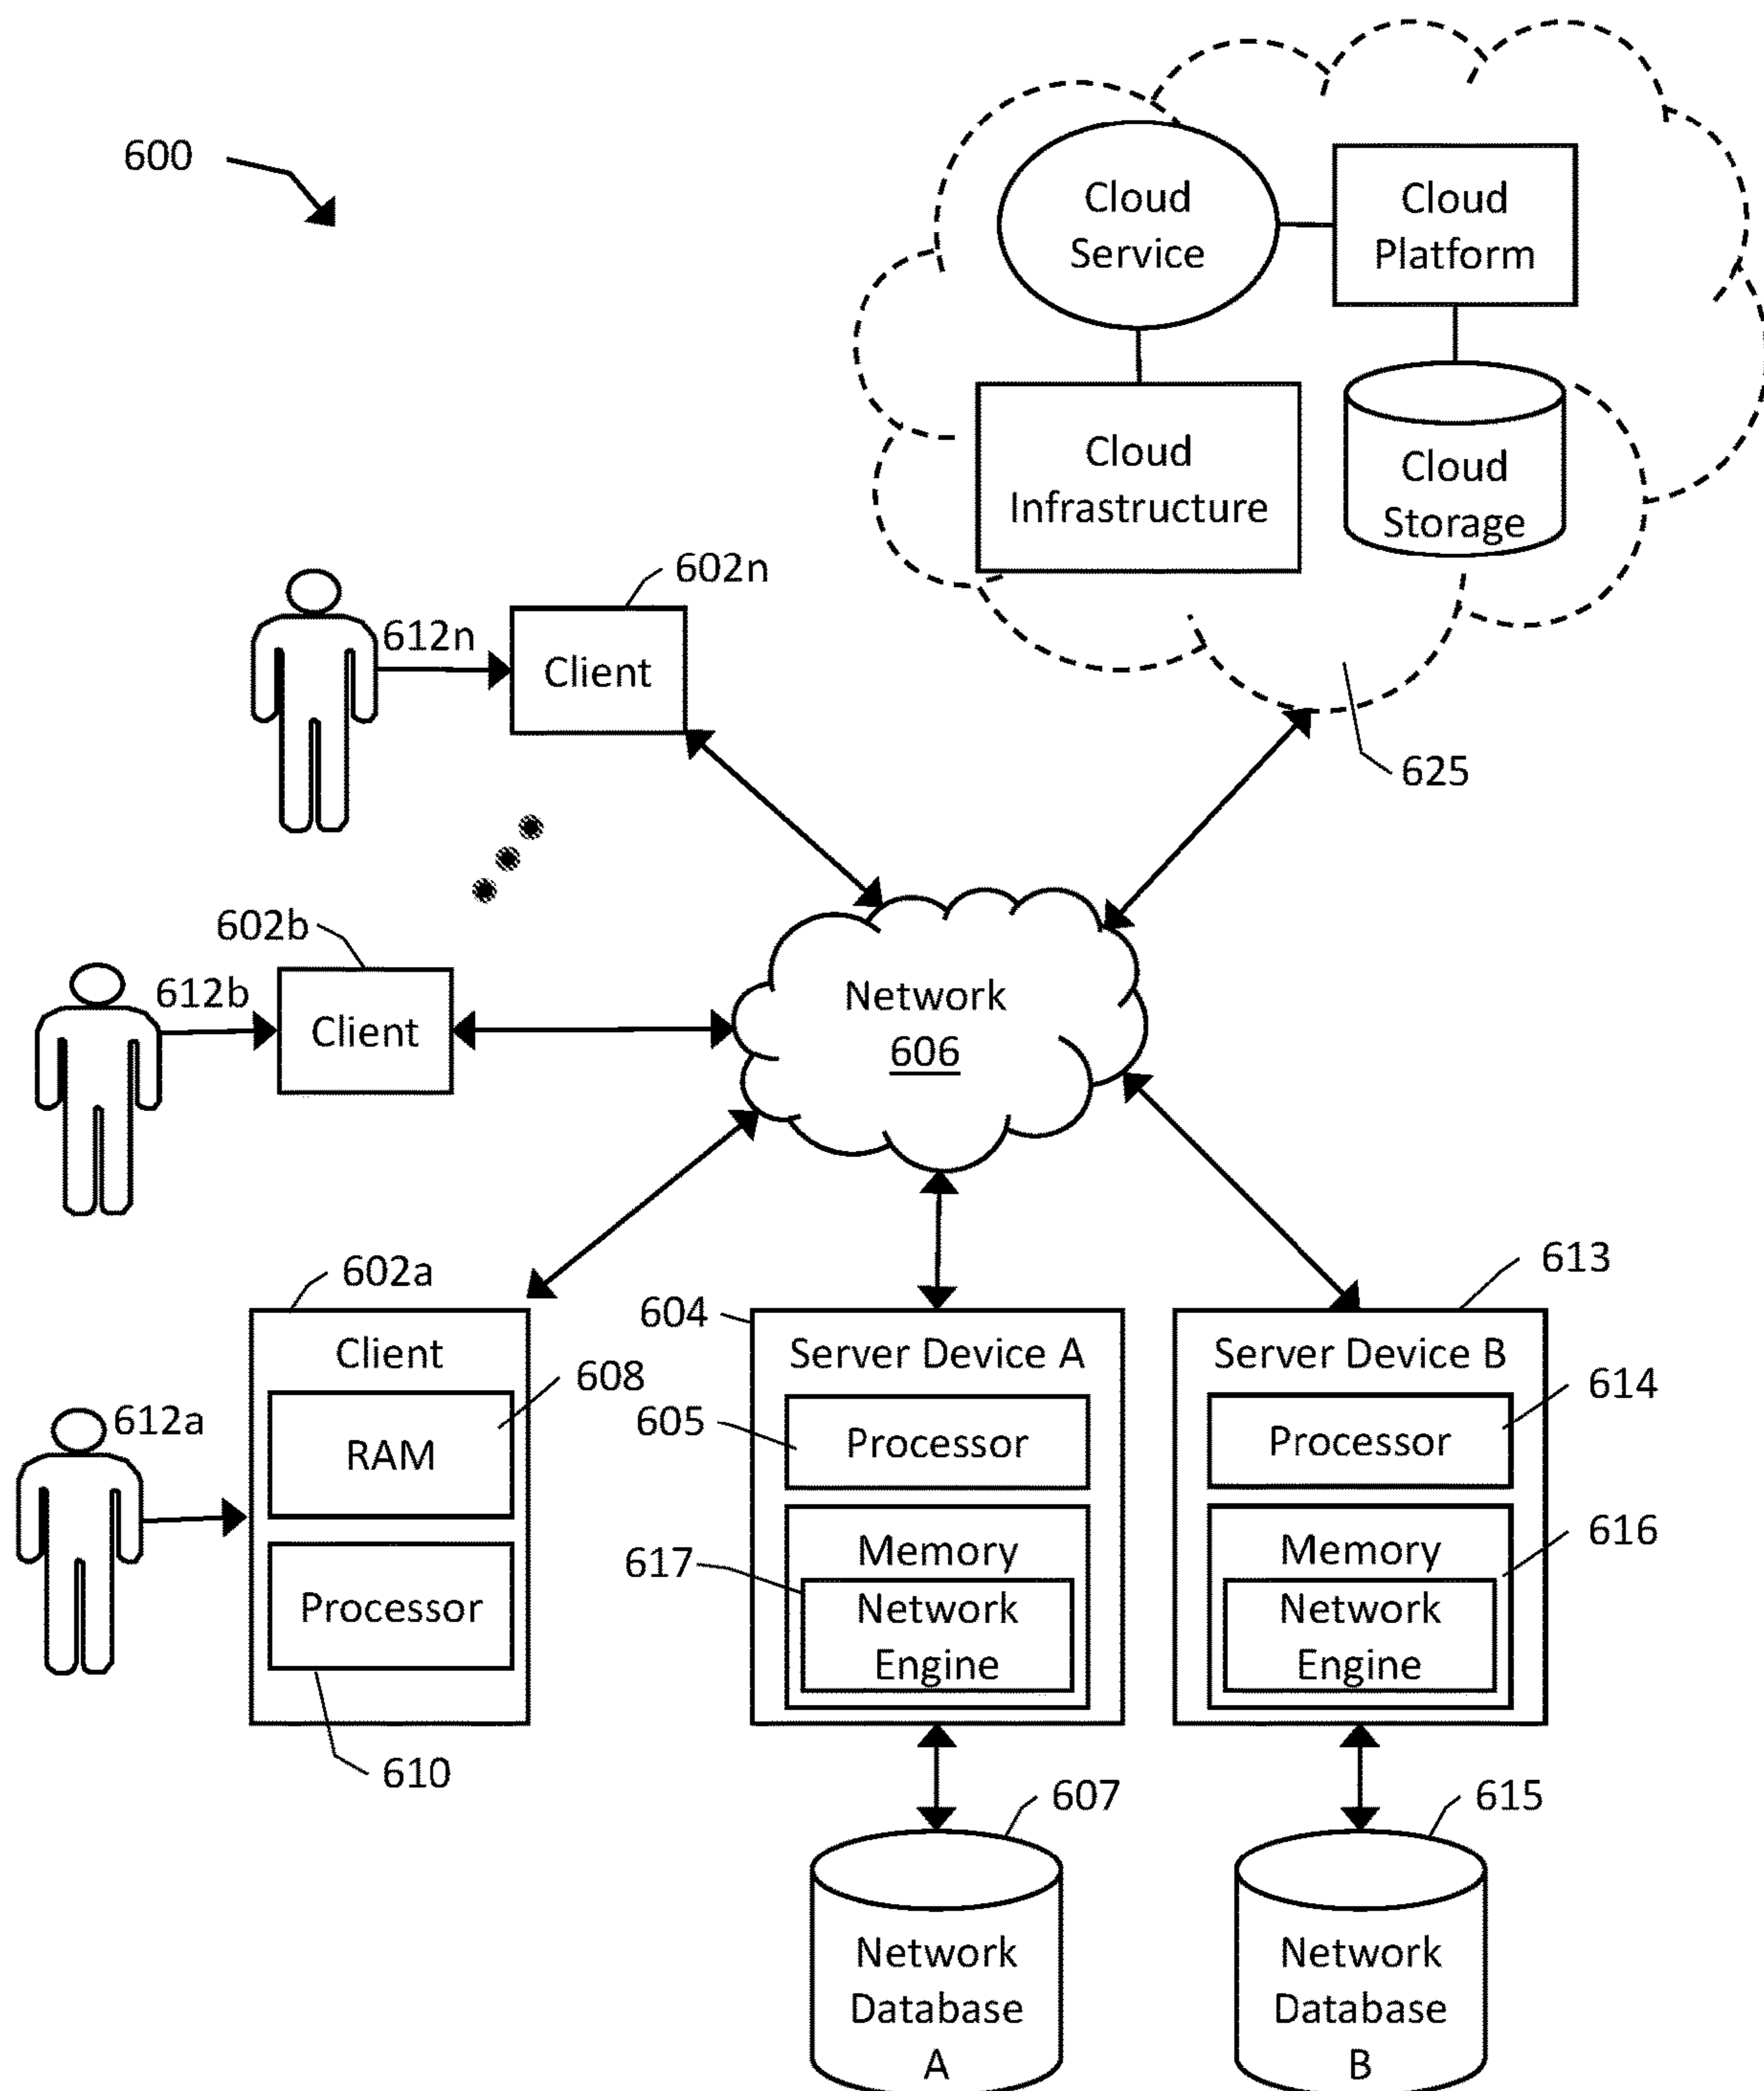 600
Cloud
Service
Cloud
Platform
Cloud
Infrastructure
Cloud
Storage
602n
612n
Client
625
602b
612b
Client
Network
606
602a
Client
608
RAM
612a
Processor
610
604
Server Device A
605
Processor
Memory
617
Network
Engine
613
Server Device B
614
Processor
616
Memory
Network
Engine
607
Network
Database
A
615
Network
Database
B